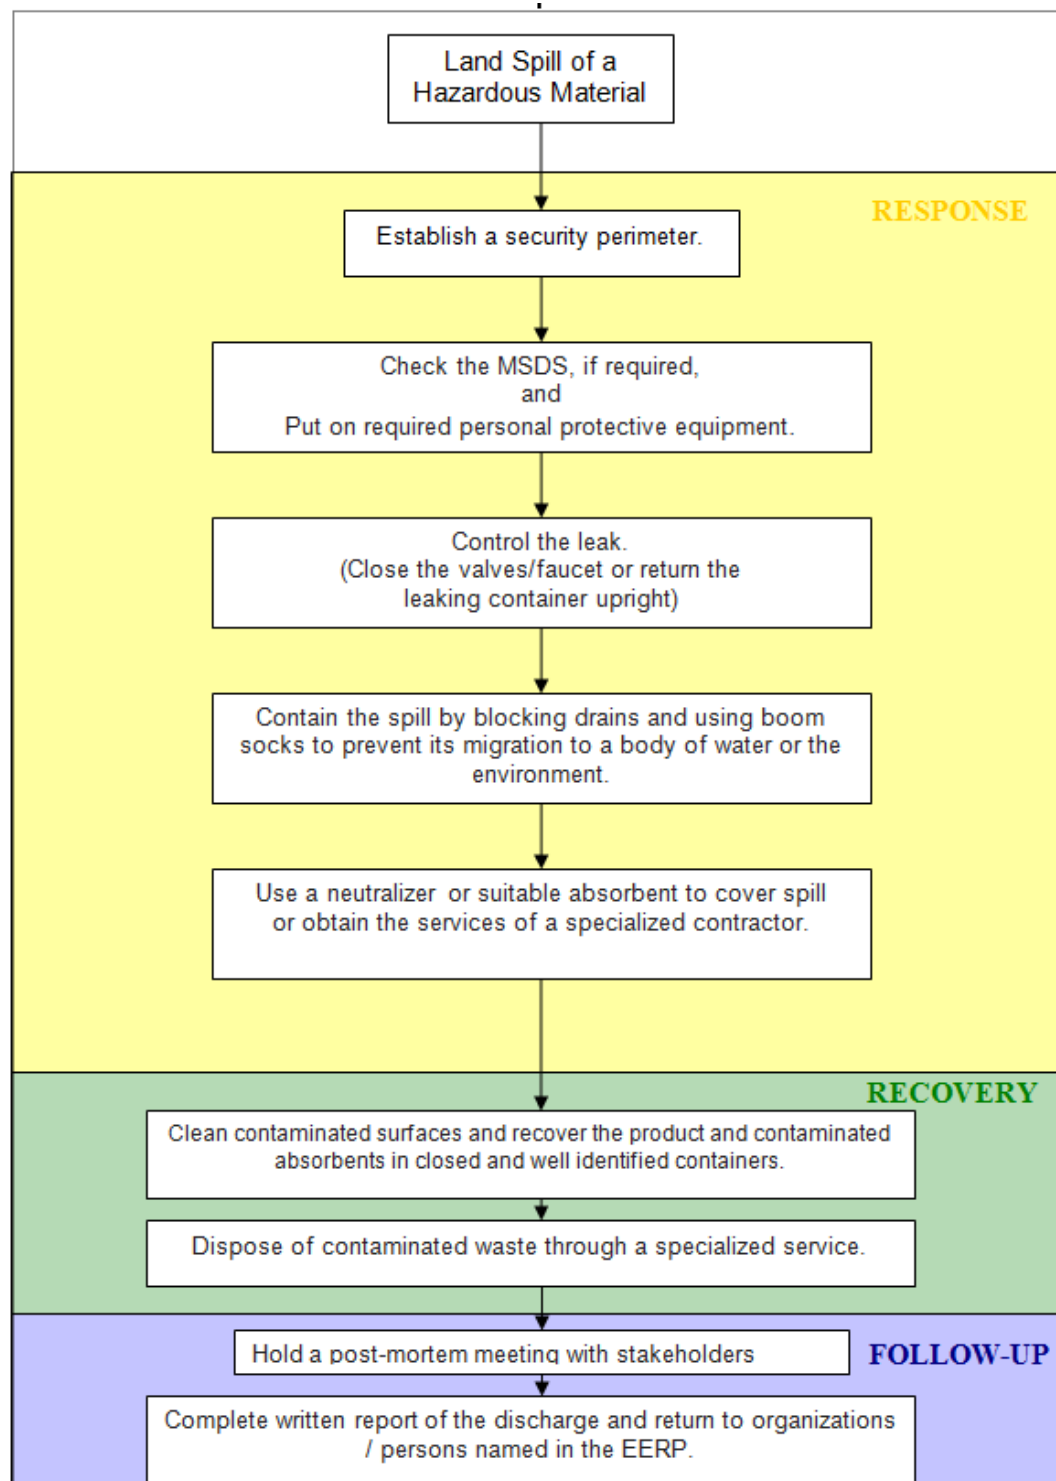 Land Spill of a
Hazardous Material
RESPONSE
Establish a security perimeter.
Check the MSDS, if required,
and
Put on required personal protective equipment.
Control the leak.
(Close the valves/faucet or return the
leaking container upright)
Contain the spill by blocking drains and using boom
socks to prevent its migration to a body of water or the
environment.
Use a neutralizer or suitable absorbent to cover spill
or obtain the services of a specialized contractor.
RECOVERY
Clean contaminated surfaces and recover the product and contaminated
absorbents in closed and well identified containers.
Dispose of contaminated waste through a specialized service.
Hold a post-mortem meeting with stakeholders
FOLLOW-UP
Complete written report of the discharge and return to organizations
/ persons named in the EERP.